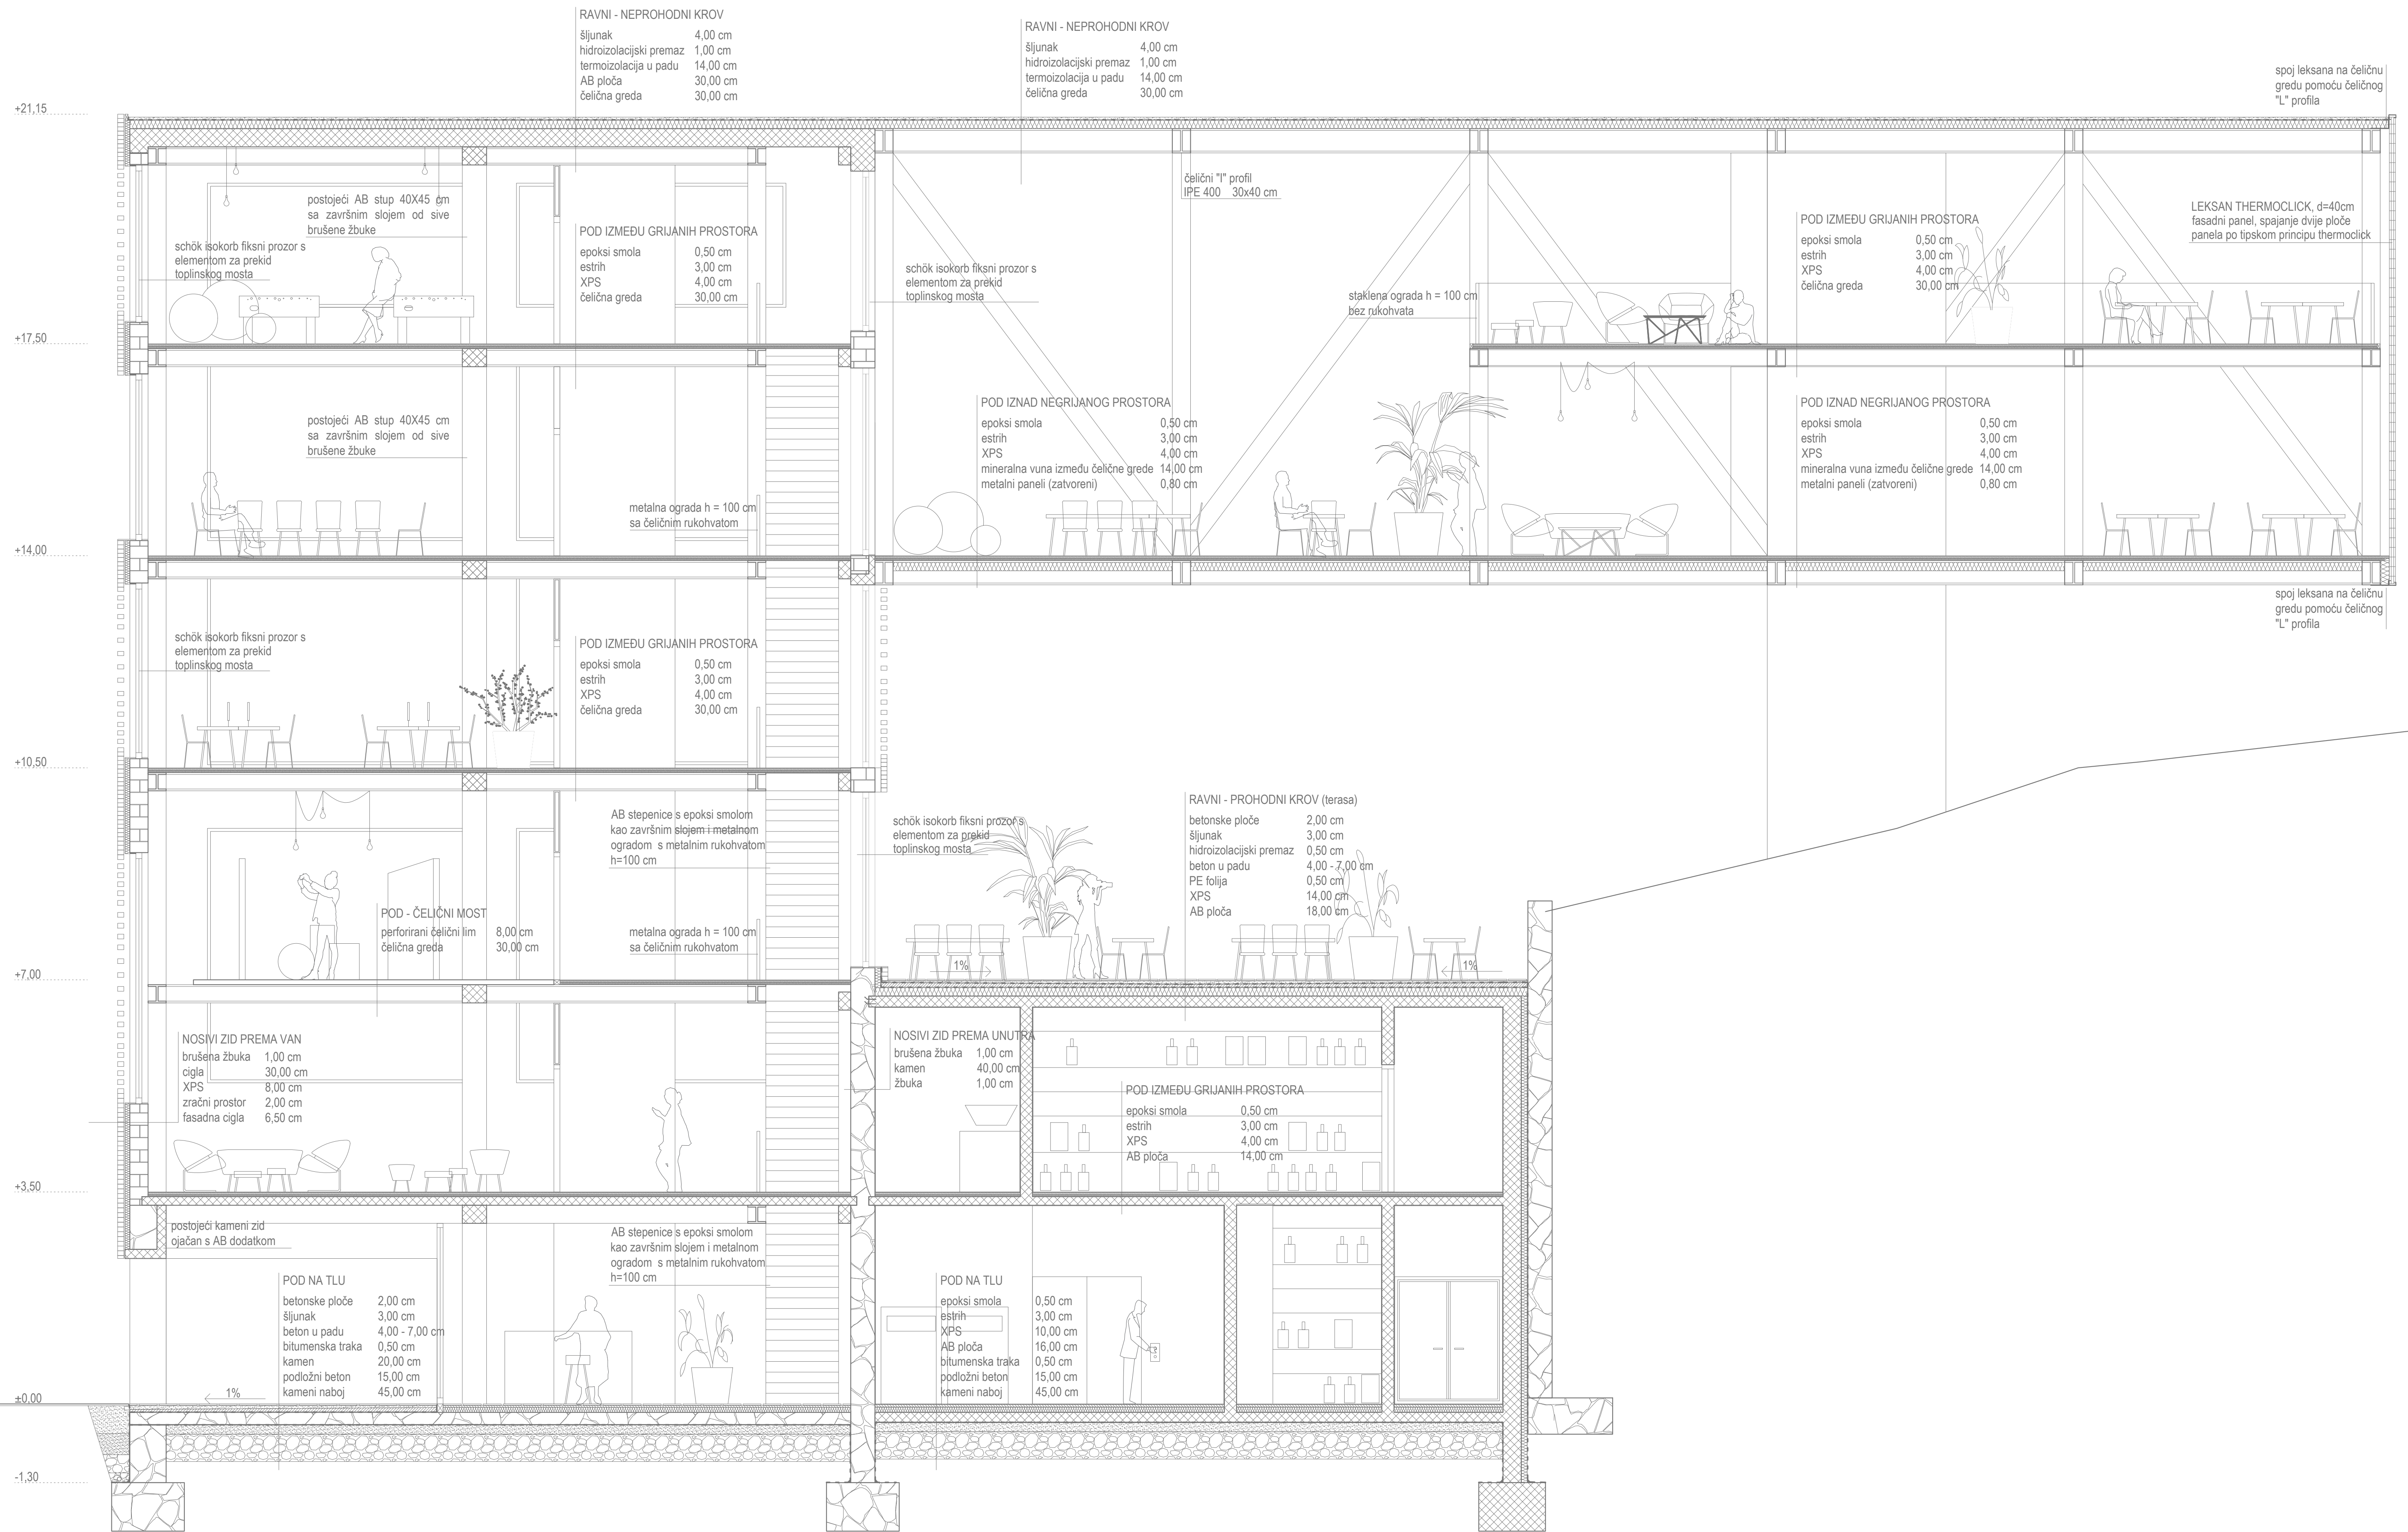 RAVNI - NEPROHODNI KROV
šljunak 4,00 cm
hidroizolacijski premaz 1,00 cm
termoizolacija u padu 14,00 cm
AB ploča 30,00 cm
čelična greda 30,00 cm
RAVNI - NEPROHODNI KROV
šljunak 4,00 cm
hidroizolacijski premaz 1,00 cm
termoizolacija u padu 14,00 cm
čelična greda 30,00 cm
spoj leksana na čeličnu
gredu pomoću čeličnog
"L" profila
+21,15
postojeći AB stup 40X45 cm
sa završnim slojem od sive
brušene žbuke
schök isokorb fiksni prozor s
elementom za prekid
toplinskog mosta
POD IZMEĐU GRIJANIH PROSTORA
epoksi smola 0,50 cm
estrih 3,00 cm
XPS 4,00 cm
čelična greda 30,00 cm
schök isokorb fiksni prozor s
elementom za prekid
toplinskog mosta
čelični "I" profil
IPE 400 30x40 cm
staklena ograda h = 100 cm
bez rukohvata
POD IZMEĐU GRIJANIH PROSTORA
epoksi smola 0,50 cm
estrih 3,00 cm
XPS 4,00 cm
čelična greda 30,00 cm
LEKSAN THERMOCLICK, d=40cm
fasadni panel, spajanje dvije ploče
panela po tipskom principu thermoclick
+17,50
postojeći AB stup 40X45 cm
sa završnim slojem od sive
brušene žbuke
metalna ograda h = 100 cm
sa čeličnim rukohvatom
POD IZNAD NEGRIJANOG PROSTORA
epoksi smola 0,50 cm
estrih 3,00 cm
XPS 4,00 cm
mineralna vuna između čelične grede 14,00 cm
metalni paneli (zatvoreni) 0,80 cm
POD IZNAD NEGRIJANOG PROSTORA
epoksi smola 0,50 cm
estrih 3,00 cm
XPS 4,00 cm
mineralna vuna između čelične grede 14,00 cm
metalni paneli (zatvoreni) 0,80 cm
+14,00
spoj leksana na čeličnu
gredu pomoću čeličnog
"L" profila
schök isokorb fiksni prozor s
elementom za prekid
toplinskog mosta
POD IZMEĐU GRIJANIH PROSTORA
epoksi smola 0,50 cm
estrih 3,00 cm
XPS 4,00 cm
čelična greda 30,00 cm
+10,50
AB stepenice s epoksi smolom
kao završnim slojem i metalnom
ogradom s metalnim rukohvatom
h=100 cm
schök isokorb fiksni prozor s
elementom za prekid
toplinskog mosta
RAVNI - PROHODNI KROV (terasa)
betonske ploče 2,00 cm
šljunak 3,00 cm
hidroizolacijski premaz 0,50 cm
beton u padu 4,00 - 7,00 cm
PE folija 0,50 cm
XPS 14,00 cm
AB ploča 18,00 cm
POD - ČELIČNI MOST
perforirani čelični lim 8,00 cm
čelična greda 30,00 cm
metalna ograda h = 100 cm
sa čeličnim rukohvatom
1%
1%
+7,00
NOSIVI ZID PREMA VAN
brušena žbuka 1,00 cm
cigla 30,00 cm
XPS 8,00 cm
zračni prostor 2,00 cm
fasadna cigla 6,50 cm
NOSIVI ZID PREMA UNUTRA
brušena žbuka 1,00 cm
kamen 40,00 cm
žbuka 1,00 cm
POD IZMEĐU GRIJANIH PROSTORA
epoksi smola 0,50 cm
estrih 3,00 cm
XPS 4,00 cm
AB ploča 14,00 cm
+3,50
postojeći kameni zid
ojačan s AB dodatkom
AB stepenice s epoksi smolom
kao završnim slojem i metalnom
ogradom s metalnim rukohvatom
h=100 cm
POD NA TLU
betonske ploče 2,00 cm
šljunak 3,00 cm
beton u padu 4,00 - 7,00 cm
bitumenska traka 0,50 cm
kamen 20,00 cm
podložni beton 15,00 cm
kameni naboj 45,00 cm
POD NA TLU
epoksi smola 0,50 cm
estrih 3,00 cm
XPS 10,00 cm
AB ploča 16,00 cm
bitumenska traka 0,50 cm
podložni beton 15,00 cm
kameni naboj 45,00 cm
1%
±0,00
-1,30